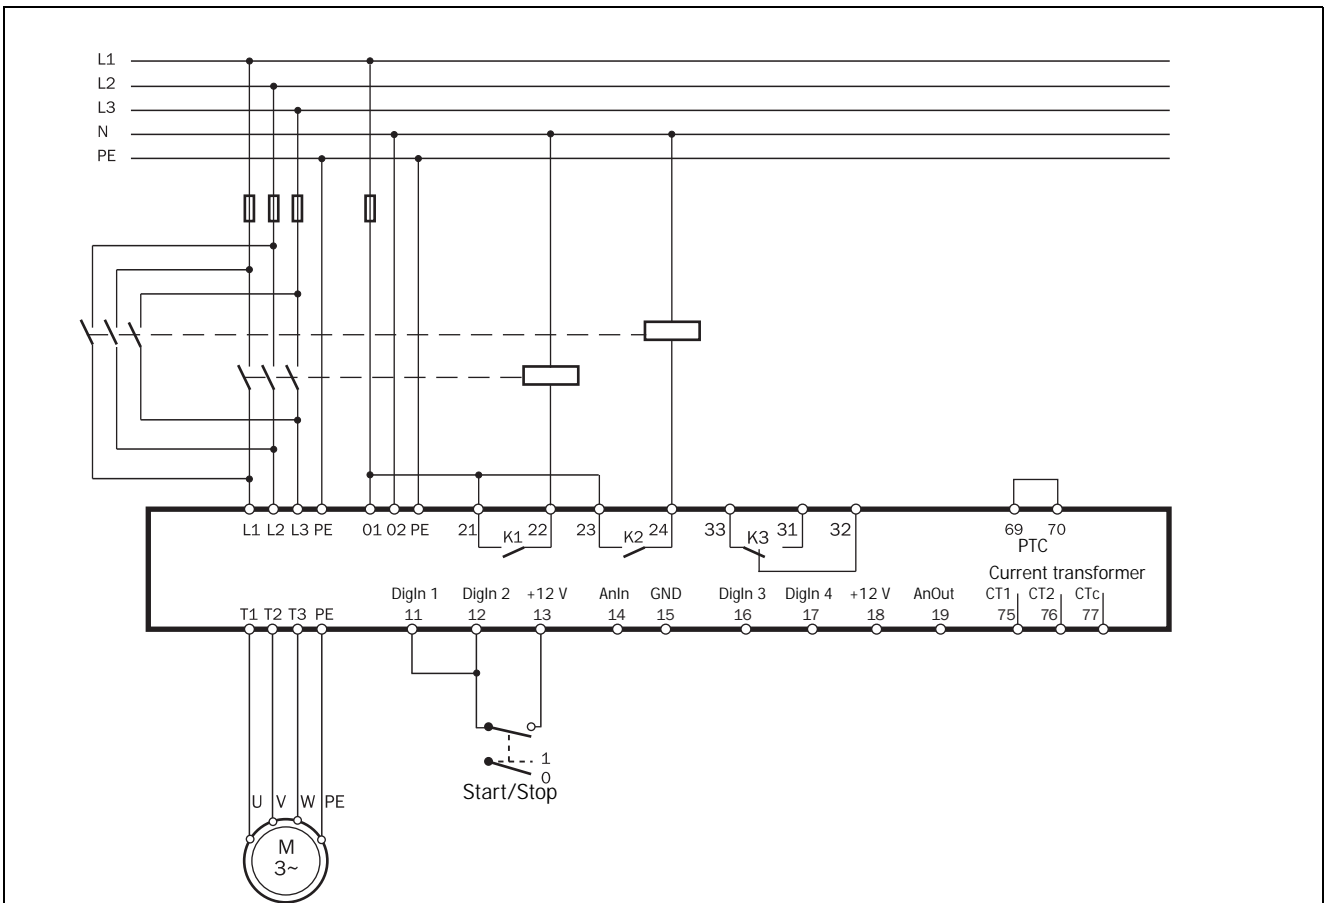 L1
L2
L3
N
PE
L1 L2 L3 PE 01 02 PE 21 22 23 24 33 31 32 69 70
K1 K2 K3 PTC
Current transformer
DigIn 1 DigIn 2 +12 V AnIn GND DigIn 3 DigIn 4 +12 V AnOut CT1 CT2 CTc
T1 T2 T3 PE 11 12 13 14 15 16 17 18 19 75 76 77
1
0
Start/Stop
U V W PE
M
3~